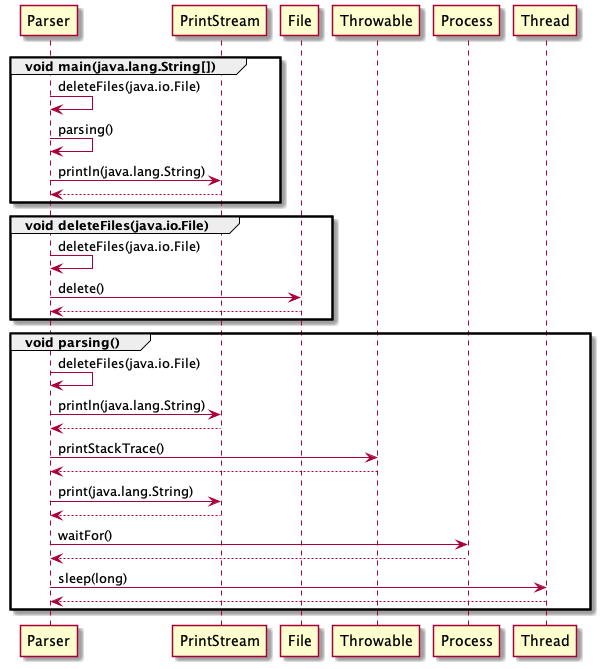 Parser PrintStream File Throwable Process Thread
void main(java.lang.String[])
deleteFiles(java.io.File)
parsing()
println(java.lang.String)
void deleteFiles(java.io.File)
deleteFiles(java.io.File)
delete()
void parsing()
deleteFiles(java.io.File)
println(java.lang.String)
printStackTrace()
print(java.lang.String)
waitFor()
sleep(long)
Parser PrintStream File Throwable Process Thread